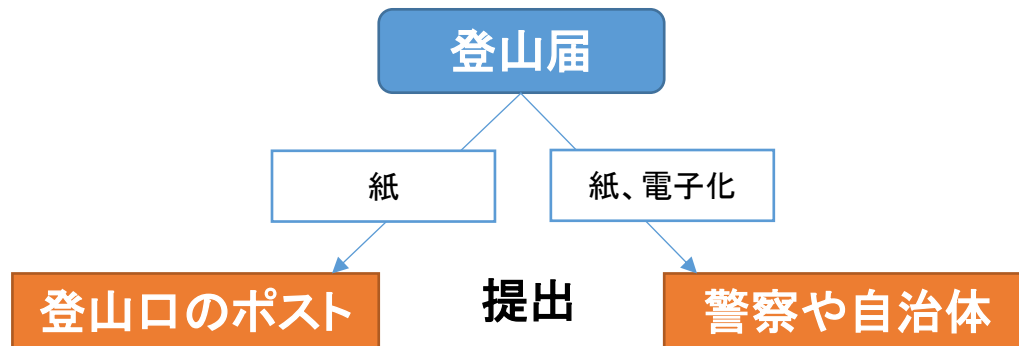 登山届
紙
紙、電子化
登山口のポスト
提出
警察や自治体